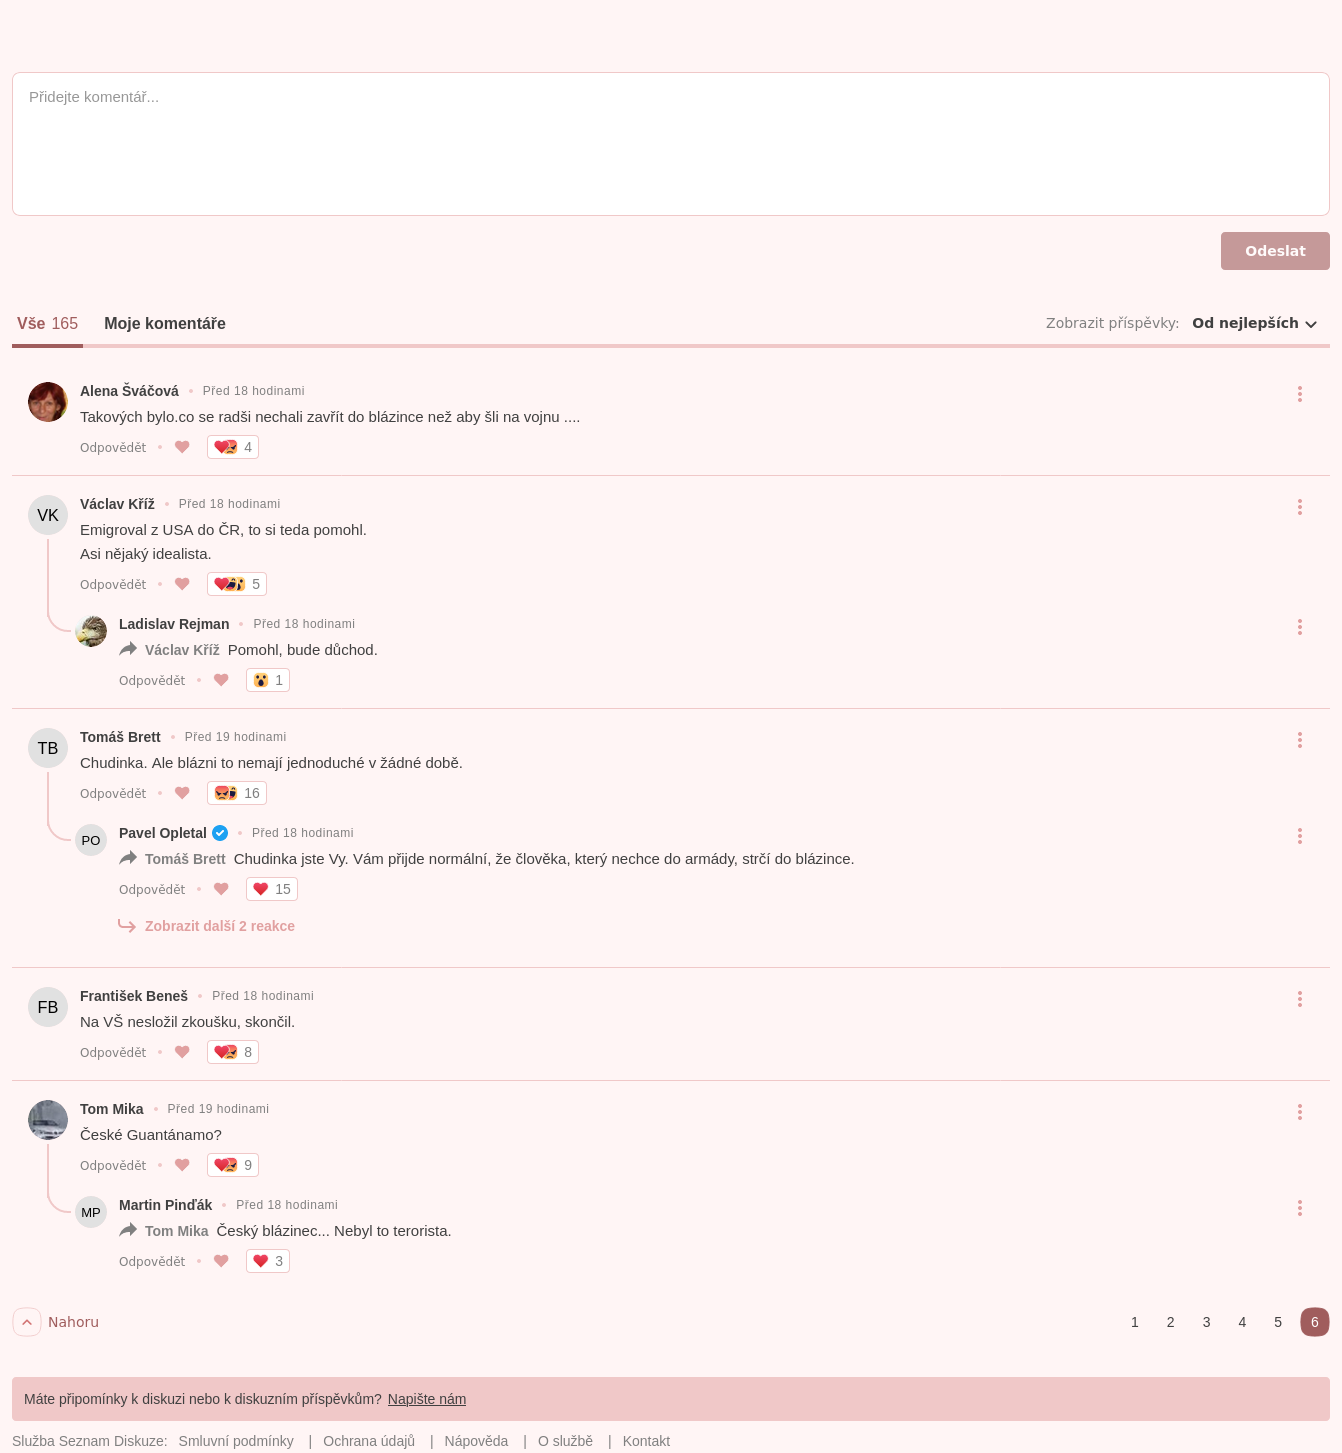 Přidejte komentář...
Odeslat
Vše 165 Moje komentáře Zobrazit příspěvky: Od nejlepších
Alena Šváčová • Před 18 hodinami
Takových bylo.co se radši nechali zavřít do blázince než aby šli na vojnu ....
Odpovědět • 4
VK Václav Kříž • Před 18 hodinami
Emigroval z USA do ČR, to si teda pomohl.
Asi nějaký idealista.
Odpovědět • 5
Ladislav Rejman • Před 18 hodinami
Václav Kříž Pomohl, bude důchod.
Odpovědět • 1
TB Tomáš Brett • Před 19 hodinami
Chudinka. Ale blázni to nemají jednoduché v žádné době.
Odpovědět • 16
PO Pavel Opletal • Před 18 hodinami
Tomáš Brett Chudinka jste Vy. Vám přijde normální, že člověka, který nechce do armády, strčí do blázince.
Odpovědět • 15
Zobrazit další 2 reakce
FB František Beneš • Před 18 hodinami
Na VŠ nesložil zkoušku, skončil.
Odpovědět • 8
Tom Mika • Před 19 hodinami
České Guantánamo?
Odpovědět • 9
MP Martin Pinďák • Před 18 hodinami
Tom Mika Český blázinec... Nebyl to terorista.
Odpovědět • 3
Nahoru 1 2 3 4 5 6
Máte připomínky k diskuzi nebo k diskuzním příspěvkům? Napište nám
Služba Seznam Diskuze: Smluvní podmínky | Ochrana údajů | Nápověda | O službě | Kontakt